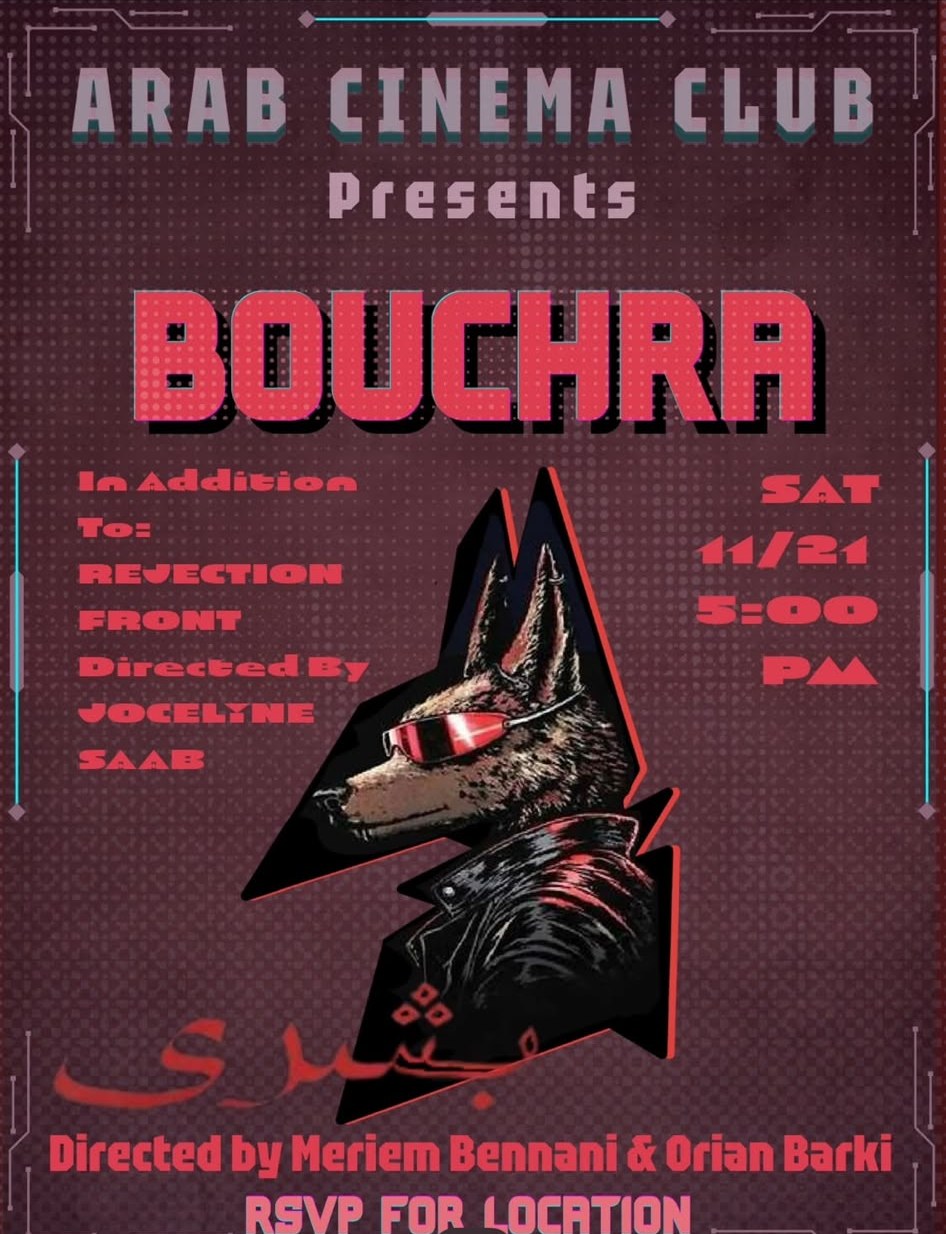 ARAB CINEMA CLUB
Presents
BOUCHRA
In Addition
To:
REJECTION
FRONT
Directed By
JOCELYNE
SAAB
SAT
11/21
5:00
PM
بشرى
Directed by Meriem Bennani & Orian Barki
RSVP FOR LOCATION